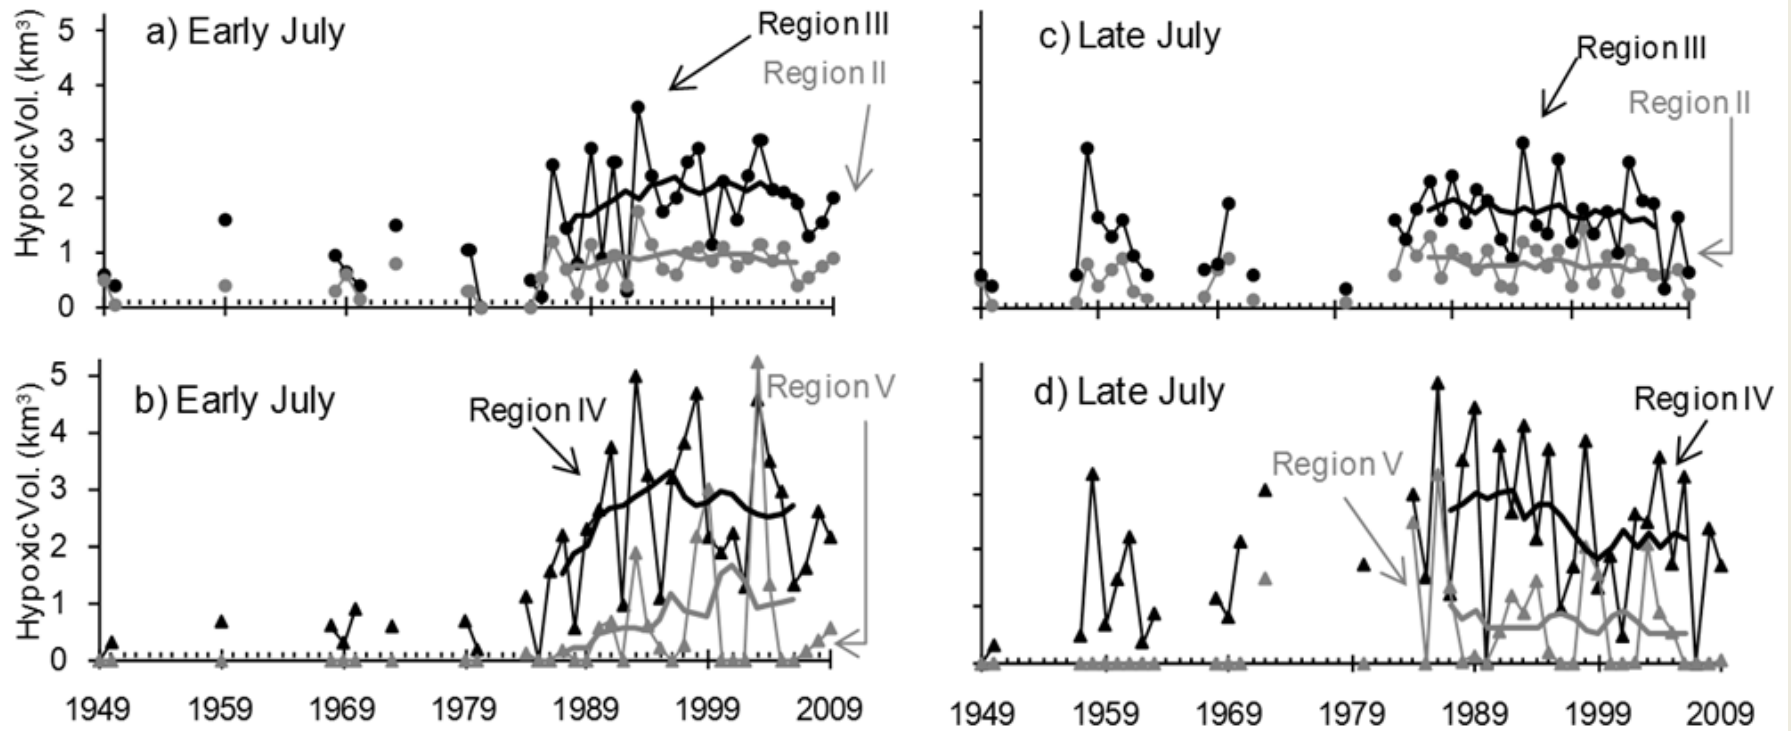 a) Early July
Region III
Region II
Hypoxic Vol. (km³)
5
4
3
2
1
0
c) Late July
Region III
Region II
b) Early July
Region IV
Region V
Hypoxic Vol. (km³)
5
4
3
2
1
0
1949 1959 1969 1979 1989 1999 2009
d) Late July
Region IV
Region V
1949 1959 1969 1979 1989 1999 2009